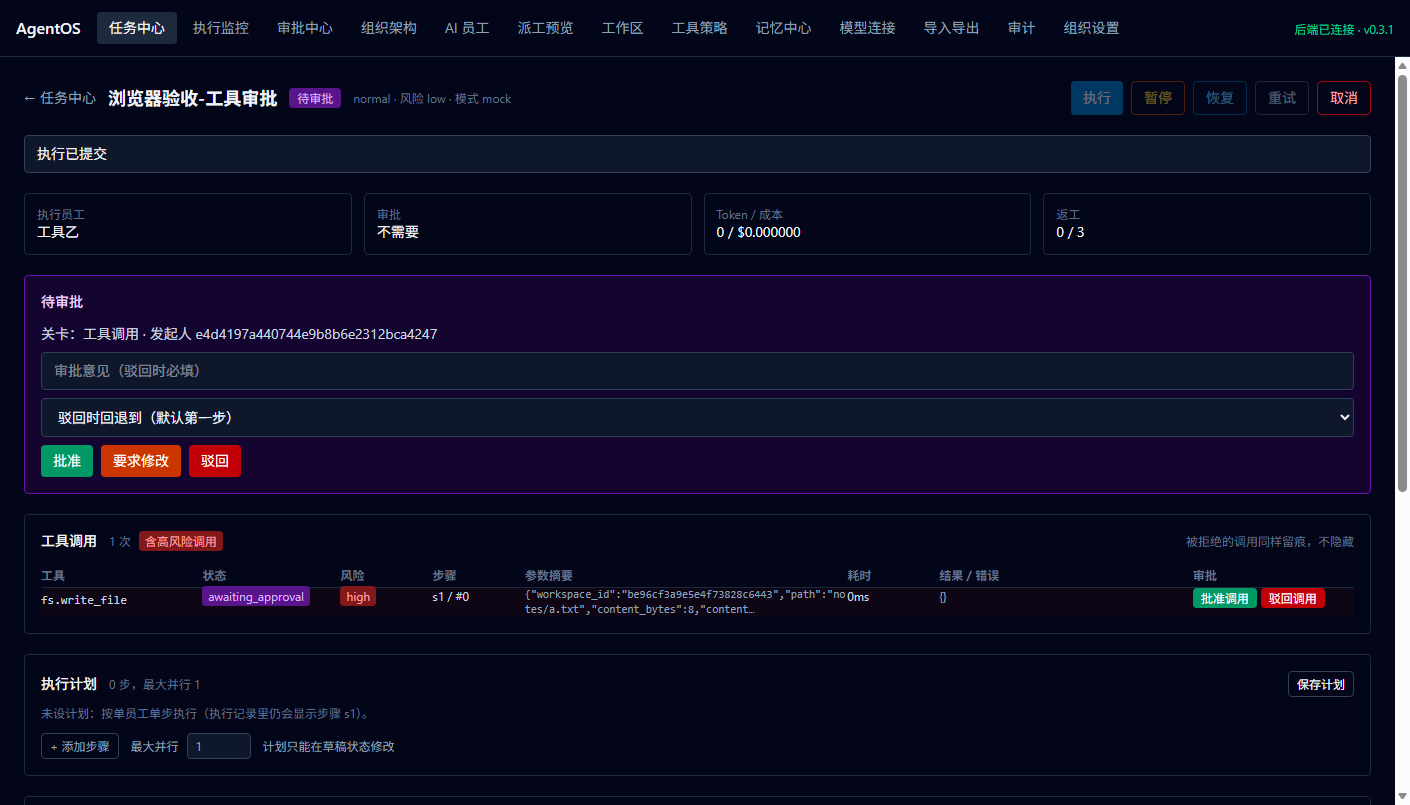 AgentOS 任务中心 执行监控 审批中心 组织架构 AI 员工 派工预览 工作区 工具策略 记忆中心 模型连接 导入导出 审计 组织设置 后端已连接 · v0.3.1
← 任务中心 浏览器验收-工具审批 待审批 normal · 风险 low · 模式 mock 执行 暂停 恢复 重试 取消
执行已提交
执行员工 审批 Token / 成本 返工
工具乙 不需要 0 / $0.000000 0 / 3
待审批
关卡：工具调用 · 发起人 e4d4197a440744e9b8b6e2312bca4247
审批意见（驳回时必填）
驳回时回退到（默认第一步）
批准 要求修改 驳回
工具调用 1 次 含高风险调用 被拒绝的调用同样留痕，不隐藏
工具 状态 风险 步骤 参数摘要 耗时 结果 / 错误 审批
fs.write_file awaiting_approval high s1 / #0 {"workspace_id":"be96cf3a9e5e4f73828c6443","path":"no 0ms {} 批准调用 驳回调用
tes/a.txt","content_bytes":8,"content…
执行计划 0 步，最大并行 1 保存计划
未设计划：按单员工单步执行（执行记录里仍会显示步骤 s1）。
+ 添加步骤 最大并行 1 计划只能在草稿状态修改